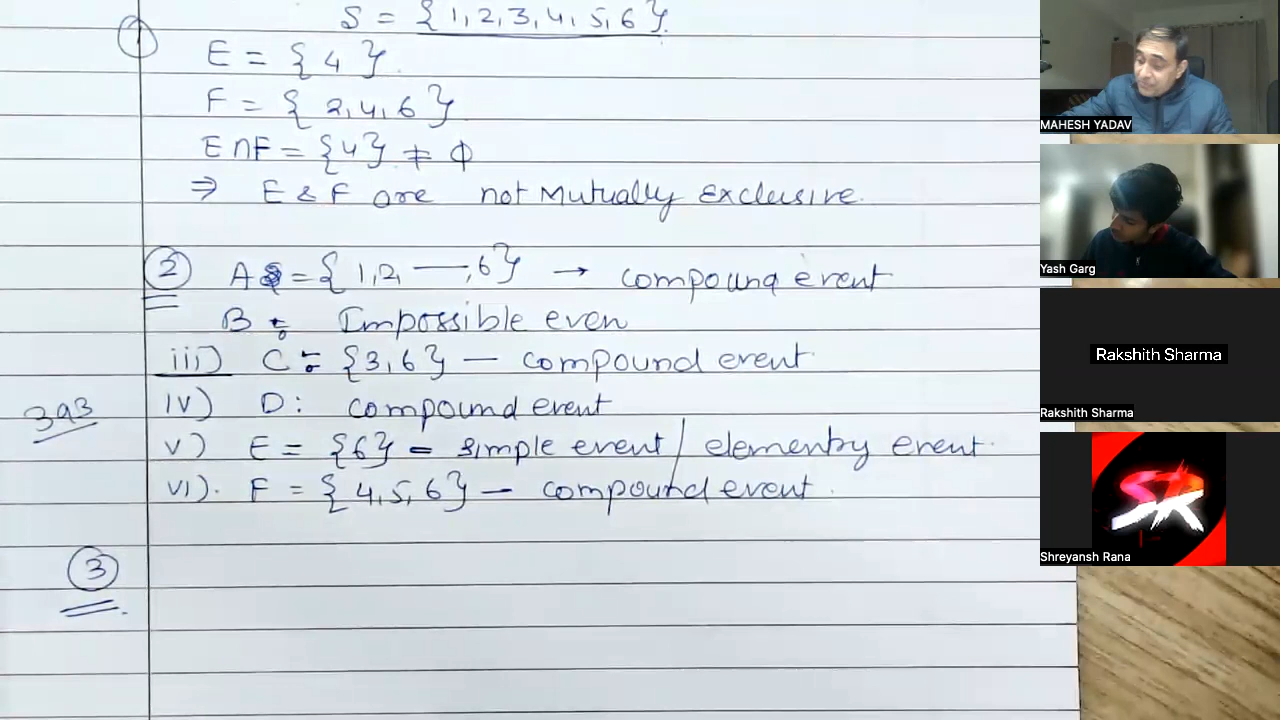 ① S = {1, 2, 3, 4, 5, 6}.
E = {4}.
F = {2, 4, 6}
E∩F = {4} ≠ φ
⇒ E & F are not Mutually Exclusive.
② A = {1, 2, —, 6} → compound event
B : Impossible even
iii) C : {3, 6} — compound event.
393
iv) D: compound event
v) E = {6} = simple event / elementry event.
vi). F = {4, 5, 6} — compound event.
③
MAHESH YADAV
Yash Garg
Rakshith Sharma
Rakshith Sharma
SR
Shreyansh Rana